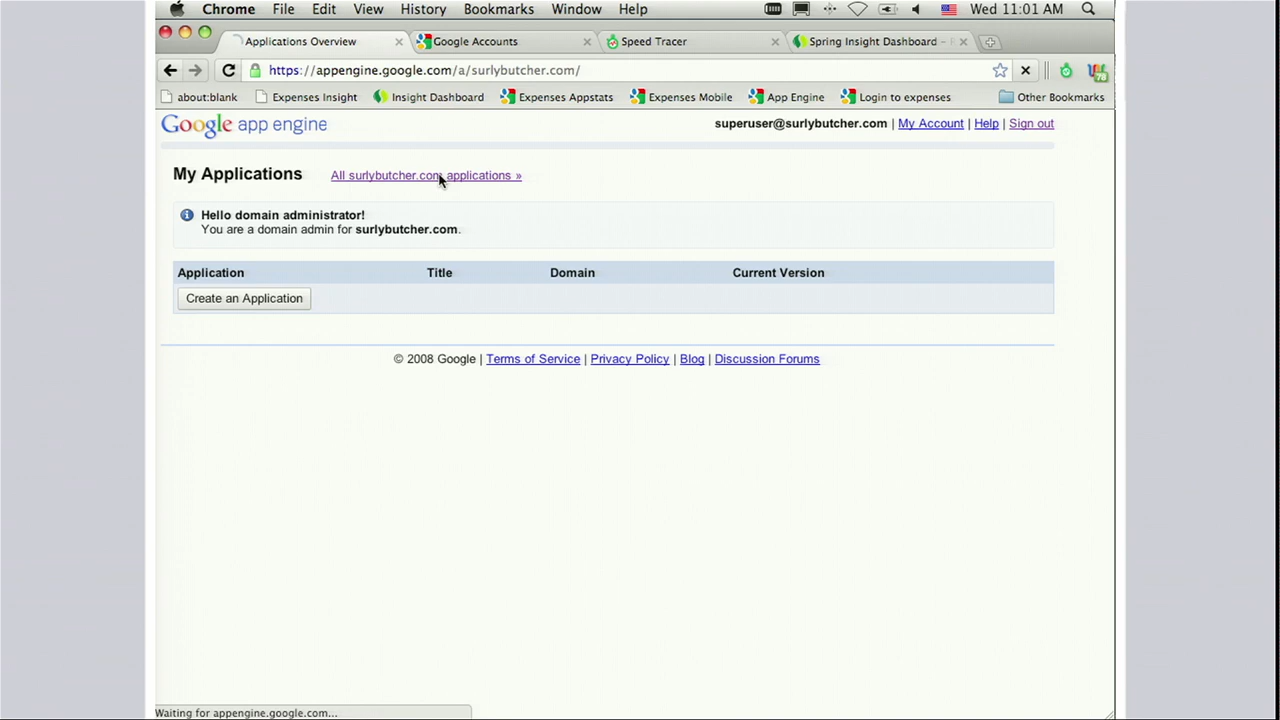 Chrome File Edit View History Bookmarks Window Help Wed 11:01 AM
Applications Overview Google Accounts Speed Tracer Spring Insight Dashboard - F
https://appengine.google.com/a/surlybutcher.com/ 78
about:blank Expenses Insight Insight Dashboard Expenses Appstats Expenses Mobile App Engine Login to expenses Other Bookmarks
Google app engine superuser@surlybutcher.com | My Account | Help | Sign out
My Applications All surlybutcher.com applications »
Hello domain administrator!
You are a domain admin for surlybutcher.com.
Application Title Domain Current Version
Create an Application
© 2008 Google | Terms of Service | Privacy Policy | Blog | Discussion Forums
Waiting for appengine.google.com...